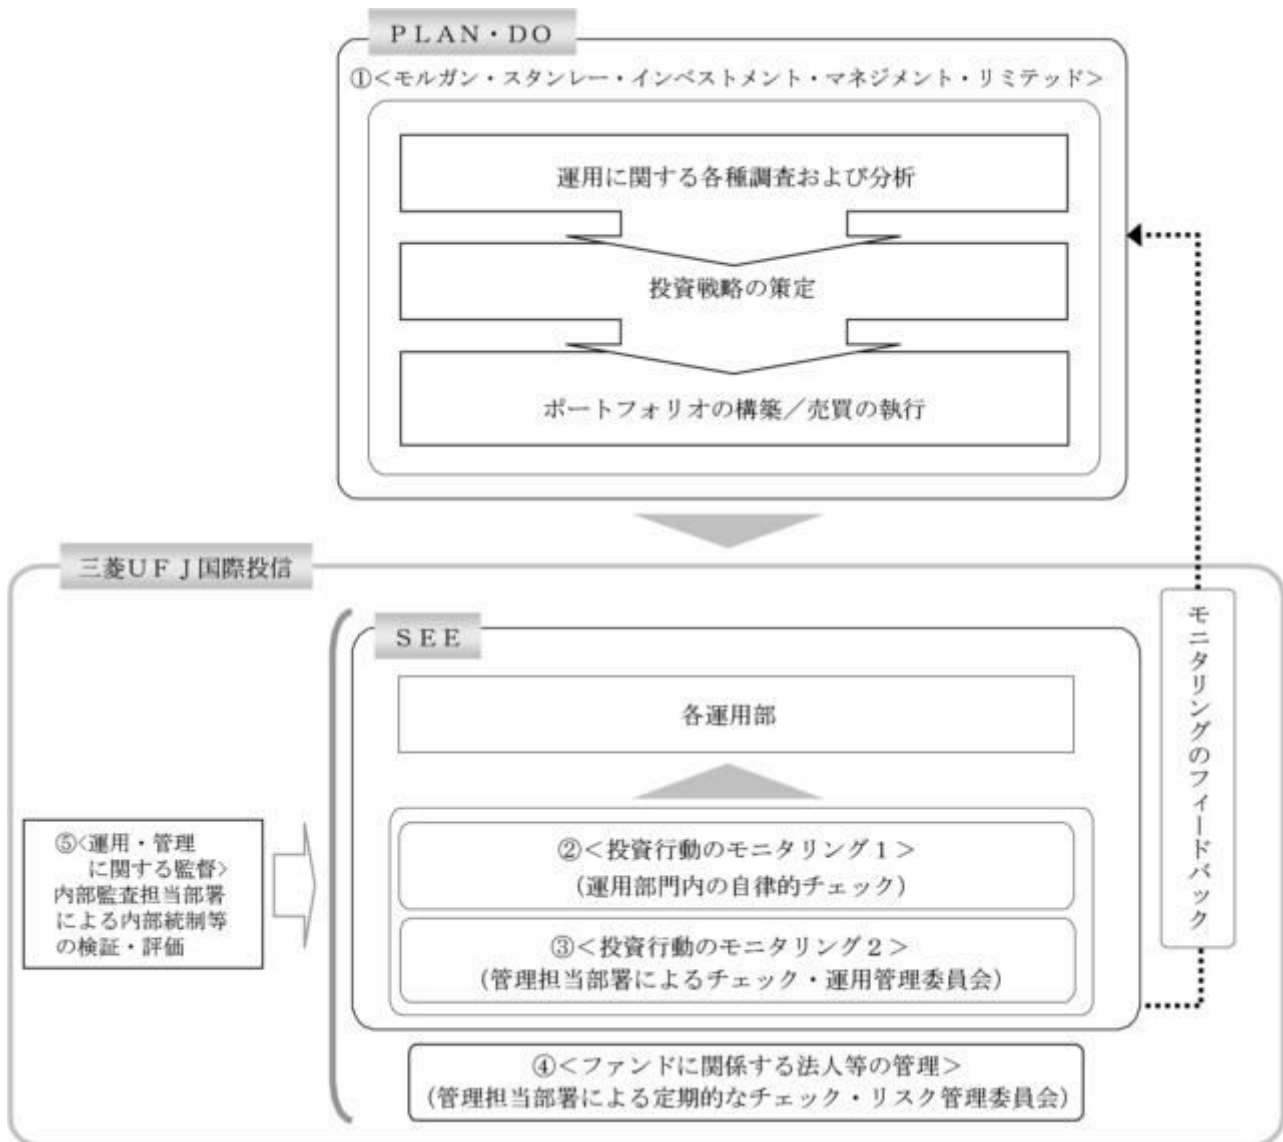 ＰＬＡＮ・ＤＯ
①＜モルガン・スタンレー・インベストメント・マネジメント・リミテッド＞
運用に関する各種調査および分析
投資戦略の策定
ポートフォリオの構築／売買の執行
三菱ＵＦＪ国際投信
ＳＥＥ
各運用部
②＜投資行動のモニタリング１＞
（運用部門内の自律的チェック）
③＜投資行動のモニタリング２＞
（管理担当部署によるチェック・運用管理委員会）
④＜ファンドに関係する法人等の管理＞
（管理担当部署による定期的なチェック・リスク管理委員会）
⑤<運用・管理
に関する監督>
内部監査担当部署
による内部統制等
の検証・評価
モニタリングのフィードバック